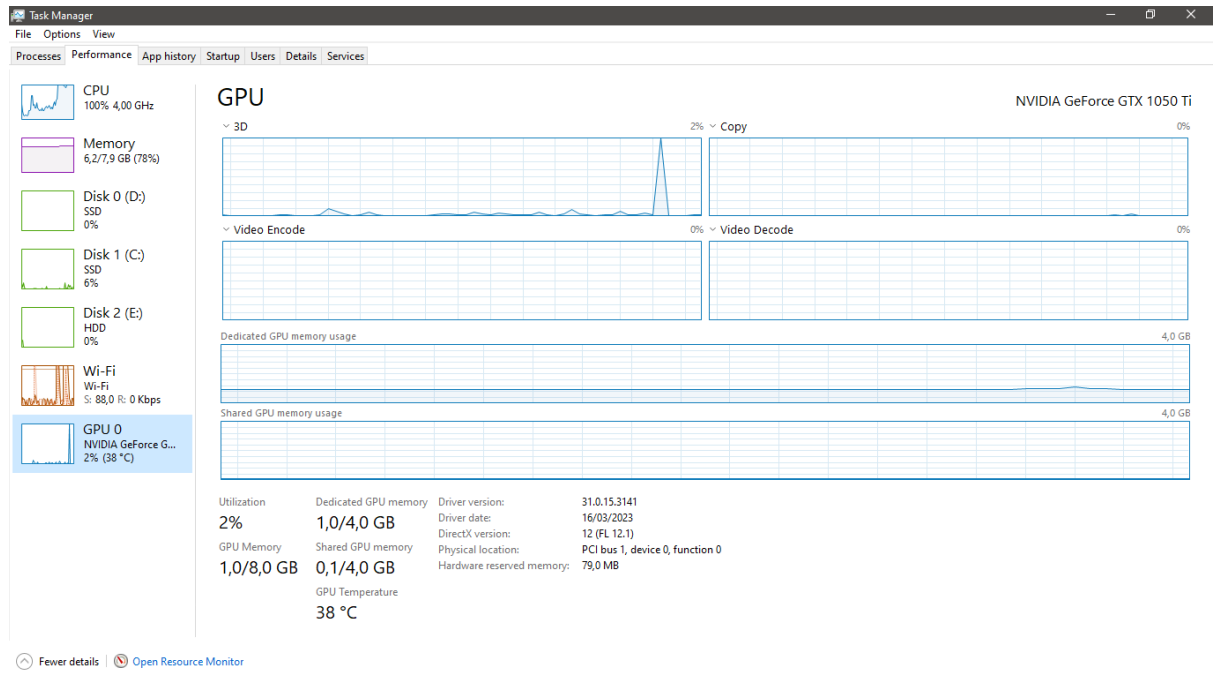 Task Manager
File Options View
Processes Performance App history Startup Users Details Services
CPU
100% 4,00 GHz
Memory
6,2/7,9 GB (78%)
Disk 0 (D:)
SSD
0%
Disk 1 (C:)
SSD
6%
Disk 2 (E:)
HDD
0%
Wi-Fi
Wi-Fi
S: 88,0 R: 0 Kbps
GPU 0
NVIDIA GeForce G...
2% (38 °C)
GPU
NVIDIA GeForce GTX 1050 Ti
3D 2%
Copy 0%
Video Encode 0%
Video Decode 0%
Dedicated GPU memory usage 4,0 GB
Shared GPU memory usage 4,0 GB
Utilization
2%
Dedicated GPU memory
1,0/4,0 GB
GPU Memory
1,0/8,0 GB
Shared GPU memory
0,1/4,0 GB
GPU Temperature
38 °C
Driver version: 31.0.15.3141
Driver date: 16/03/2023
DirectX version: 12 (FL 12.1)
Physical location: PCI bus 1, device 0, function 0
Hardware reserved memory: 79,0 MB
Fewer details
Open Resource Monitor